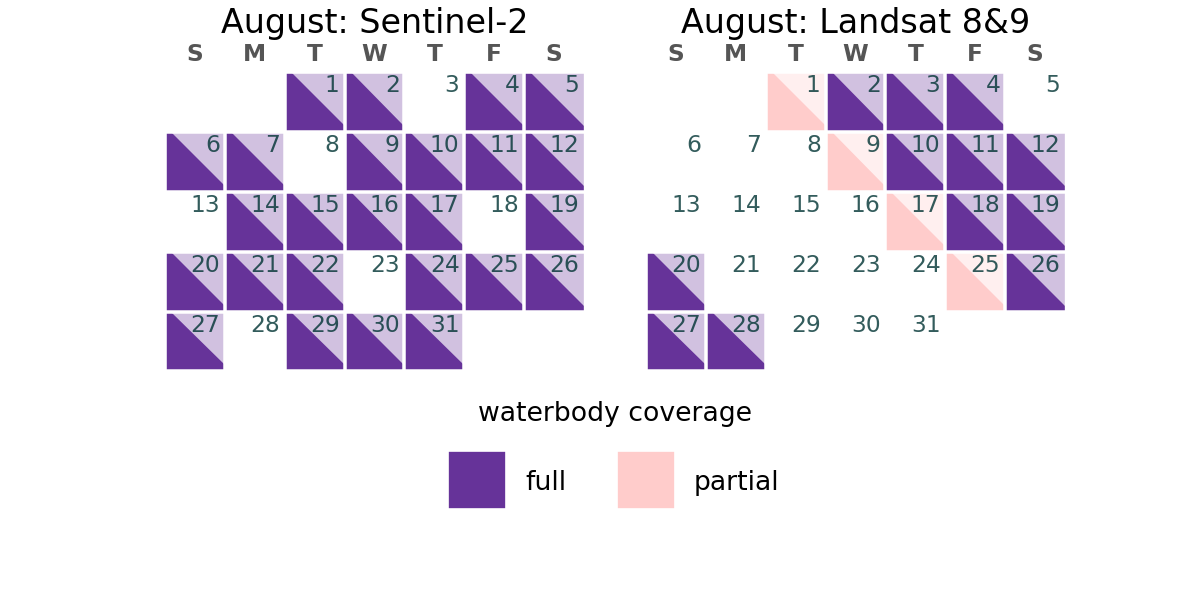 August: Sentinel-2
S M T W T F S
1 2 3 4 5
6 7 8 9 10 11 12
13 14 15 16 17 18 19
20 21 22 23 24 25 26
27 28 29 30 31
August: Landsat 8&9
S M T W T F S
1 2 3 4 5
6 7 8 9 10 11 12
13 14 15 16 17 18 19
20 21 22 23 24 25 26
27 28 29 30 31
waterbody coverage
full partial